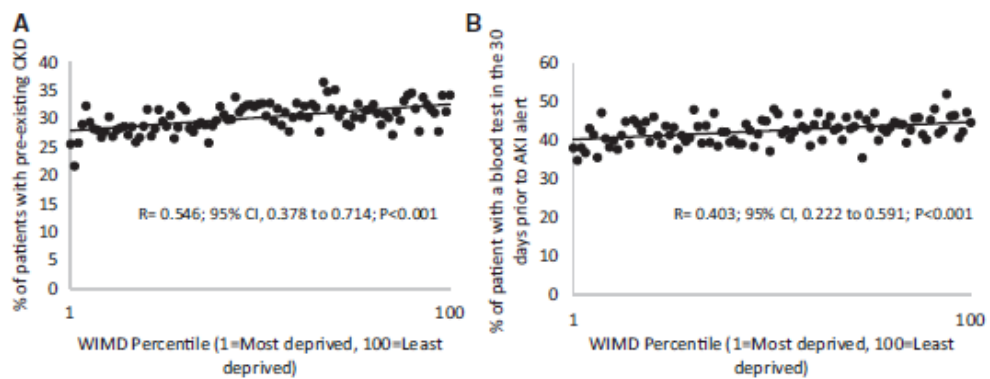 A
% of patients with pre-existing CKD
40
35
30
25
20
15
10
5
0
R= 0.546; 95% CI, 0.378 to 0.714; P<0.001
1
100
WIMD Percentile (1=Most deprived, 100=Least
deprived)
B
% of patient with a blood test in the 30
days prior to AKI alert
60
50
40
30
20
10
0
R= 0.403; 95% CI, 0.222 to 0.591; P<0.001
1
100
WIMD Percentile (1=Most deprived, 100=Least
deprived)